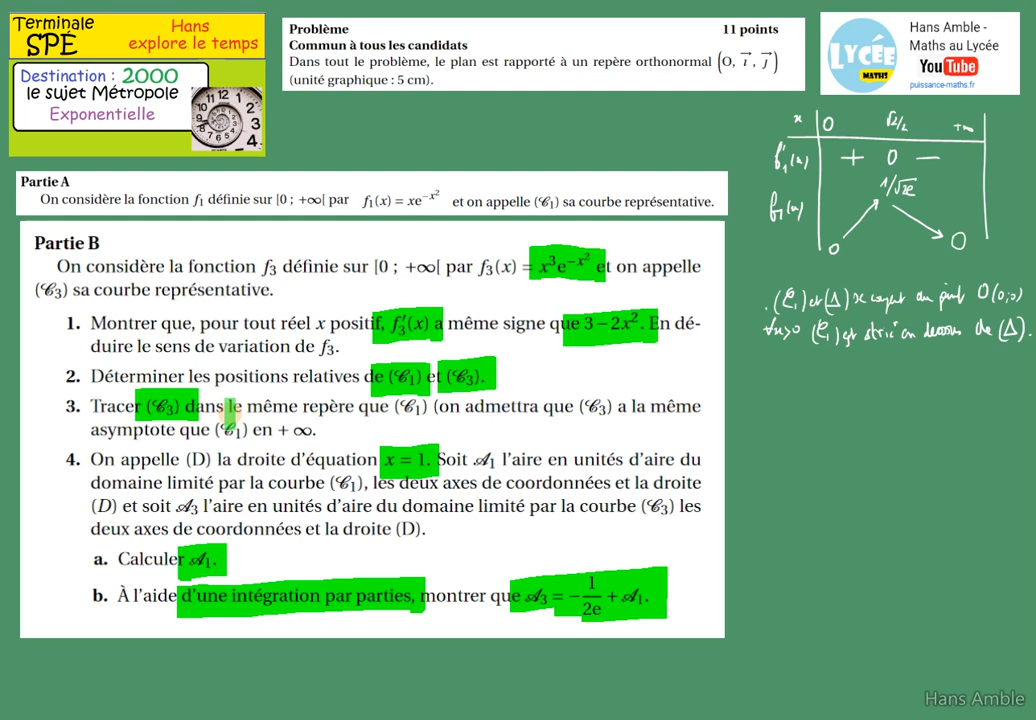 Terminale
SPÉ
Hans
explore le temps
Destination : 2000
le sujet Métropole
Exponentielle
Problème 11 points
Commun à tous les candidats
Dans tout le problème, le plan est rapporté à un repère orthonormal (O, i⃗, j⃗)
(unité graphique : 5 cm).
LYCÉE
MATHS
Hans Amble -
Maths au Lycée
YouTube
puissance-maths.fr
x 0 √2/2 +∞
f'₁(x) + 0 −
1/√2e
f₁(x)
0 0
Partie A
On considère la fonction f₁ définie sur [0 ; +∞[ par f₁(x) = xe^{-x²} et on appelle (𝒞₁) sa courbe représentative.
Partie B
On considère la fonction f₃ définie sur [0 ; +∞[ par f₃(x) = x³e^{-x²} et on appelle
(𝒞₃) sa courbe représentative.
1. Montrer que, pour tout réel x positif, f₃′(x) a même signe que 3 − 2x². En dé-
duire le sens de variation de f₃.
2. Déterminer les positions relatives de (𝒞₁) et (𝒞₃).
3. Tracer (𝒞₃) dans le même repère que (𝒞₁) (on admettra que (𝒞₃) a la même
asymptote que (𝒞₁) en + ∞.
4. On appelle (D) la droite d'équation x = 1. Soit 𝒜₁ l'aire en unités d'aire du
domaine limité par la courbe (𝒞₁), les deux axes de coordonnées et la droite
(D) et soit 𝒜₃ l'aire en unités d'aire du domaine limité par la courbe (𝒞₃) les
deux axes de coordonnées et la droite (D).
a. Calculer 𝒜₁.
b. À l'aide d'une intégration par parties, montrer que 𝒜₃ = −1/2e + 𝒜₁.
. (𝒞₁) et (Δ) se coupent au point O(0,0)
(𝒞₁) est en dessous de (Δ).
Hans Amble